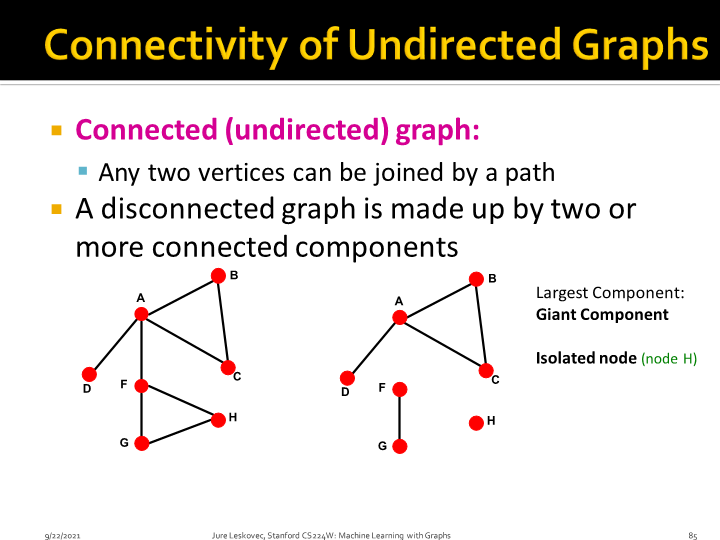 Connectivity of Undirected Graphs
▪ Connected (undirected) graph:
▪ Any two vertices can be joined by a path
▪ A disconnected graph is made up by two or
more connected components
B
A
D
F
C
H
G
B
A
D
F
C
H
G
Largest Component:
Giant Component
Isolated node (node H)
9/22/2021
Jure Leskovec, Stanford CS224W: Machine Learning with Graphs
85